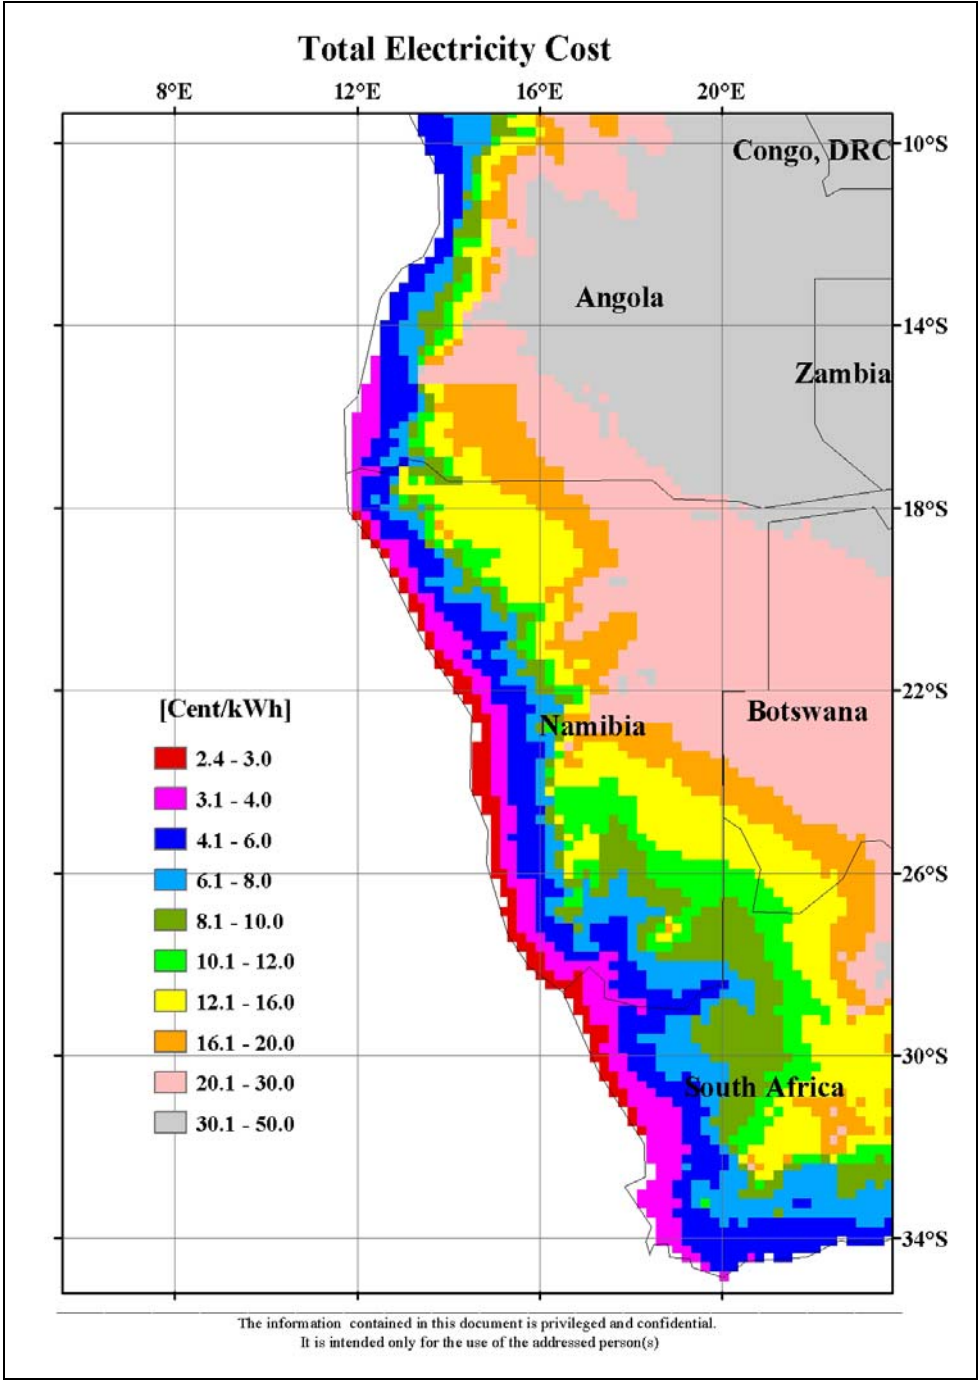 Total Electricity Cost
8°E 12°E 16°E 20°E
10°S
Congo, DRC
Angola
14°S
Zambia
18°S
22°S
[Cent/kWh]
Botswana
Namibia
2.4 - 3.0
3.1 - 4.0
4.1 - 6.0
6.1 - 8.0
26°S
8.1 - 10.0
10.1 - 12.0
12.1 - 16.0
16.1 - 20.0
30°S
20.1 - 30.0
South Africa
30.1 - 50.0
34°S
The information contained in this document is privileged and confidential.
It is intended only for the use of the addressed person(s)